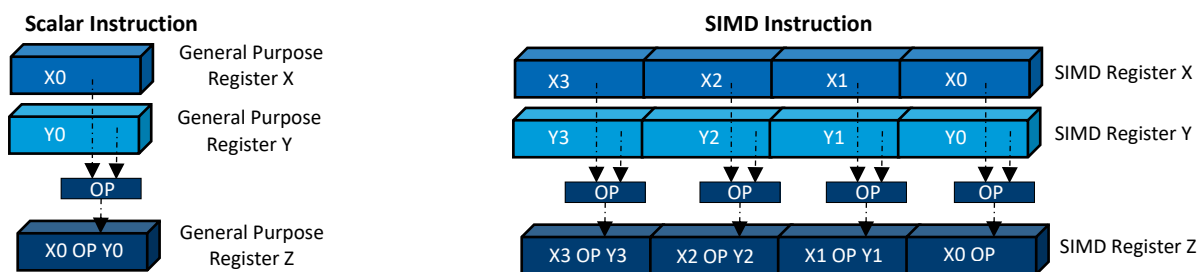 Scalar Instruction
X0
General Purpose
Register X
Y0
General Purpose
Register Y
OP
X0 OP Y0
General Purpose
Register Z
SIMD Instruction
X3 X2 X1 X0
SIMD Register X
Y3 Y2 Y1 Y0
SIMD Register Y
OP OP OP OP
X3 OP Y3 X2 OP Y2 X1 OP Y1 X0 OP
SIMD Register Z